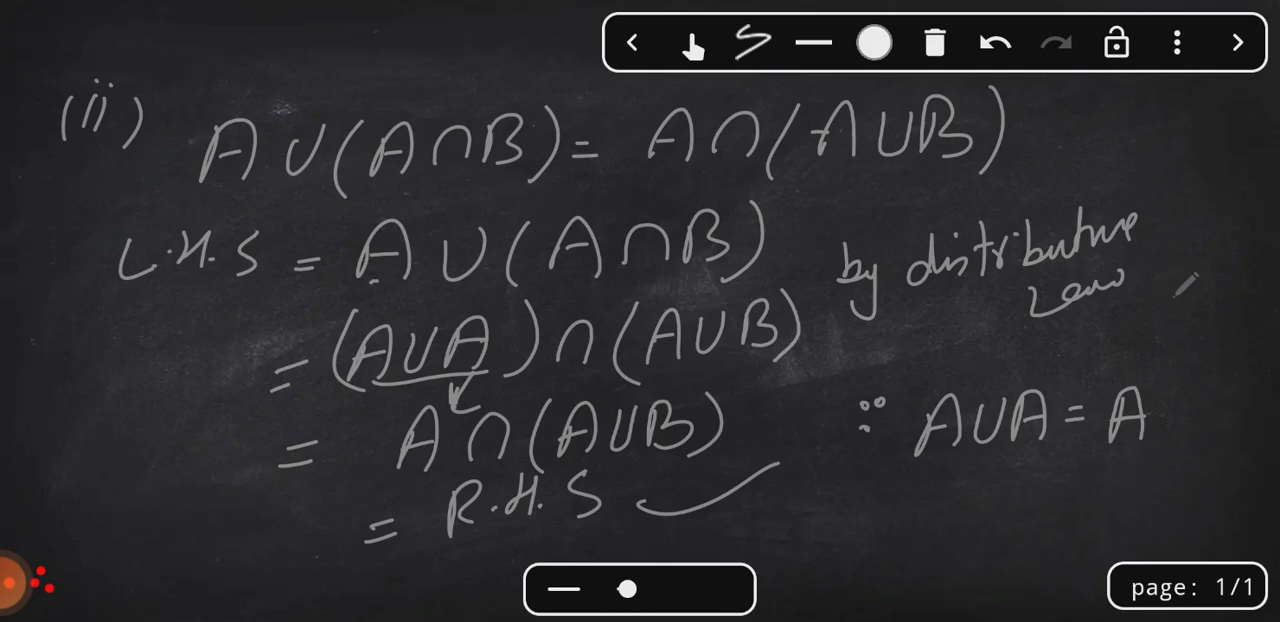 (ii) A∪(A∩B) = A∩(A∪B)
L.H.S = A∪(A∩B) by distributive
Law
= (A∪A)∩(A∪B)
= A∩(A∪B) ∵ A∪A = A
= R.H.S
page: 1/1